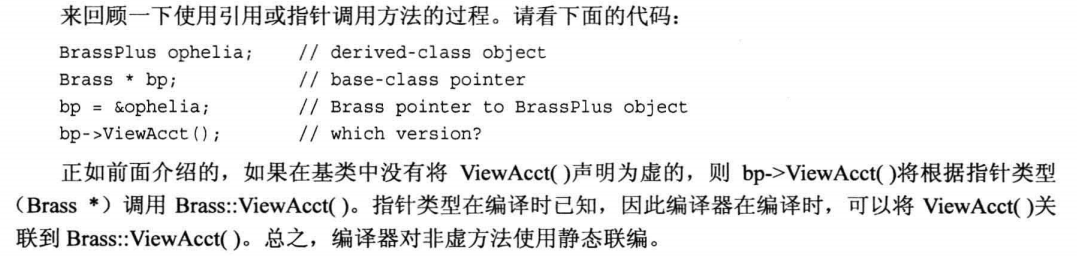 来回顾一下使用引用或指针调用方法的过程。请看下面的代码：
BrassPlus ophelia; // derived-class object
Brass * bp; // base-class pointer
bp = &ophelia; // Brass pointer to BrassPlus object
bp->ViewAcct(); // which version?
正如前面介绍的，如果在基类中没有将 ViewAcct( )声明为虚的，则 bp->ViewAcct( )将根据指针类型
（Brass *）调用 Brass::ViewAcct( )。指针类型在编译时已知，因此编译器在编译时，可以将 ViewAcct( )关
联到 Brass::ViewAcct( )。总之，编译器对非虚方法使用静态联编。